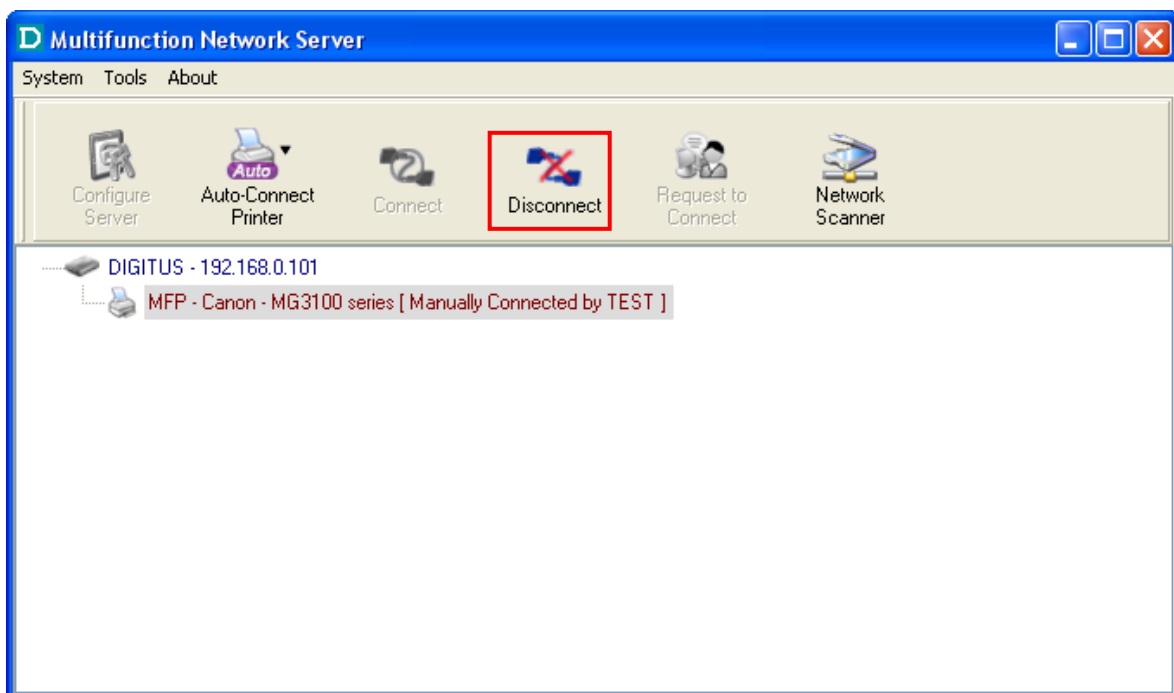 D Multifunction Network Server
System Tools About
Configure Server
Auto
Auto-Connect Printer
Connect
Disconnect
Request to Connect
Network Scanner
DIGITUS - 192.168.0.101
MFP - Canon - MG3100 series [ Manually Connected by TEST ]